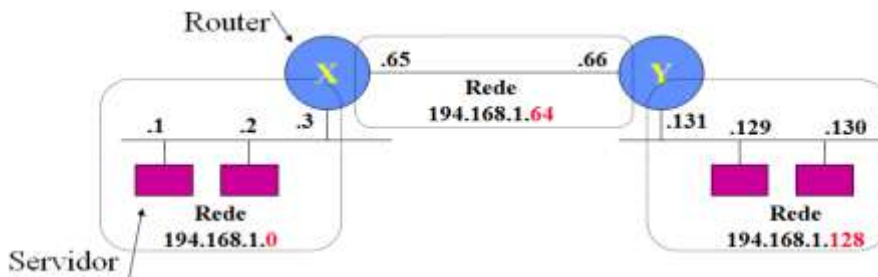 Router
X
.65
.66
Y
Rede
194.168.1.64
.1
.2
.3
.131
.129
.130
Rede
194.168.1.0
Rede
194.168.1.128
Servidor